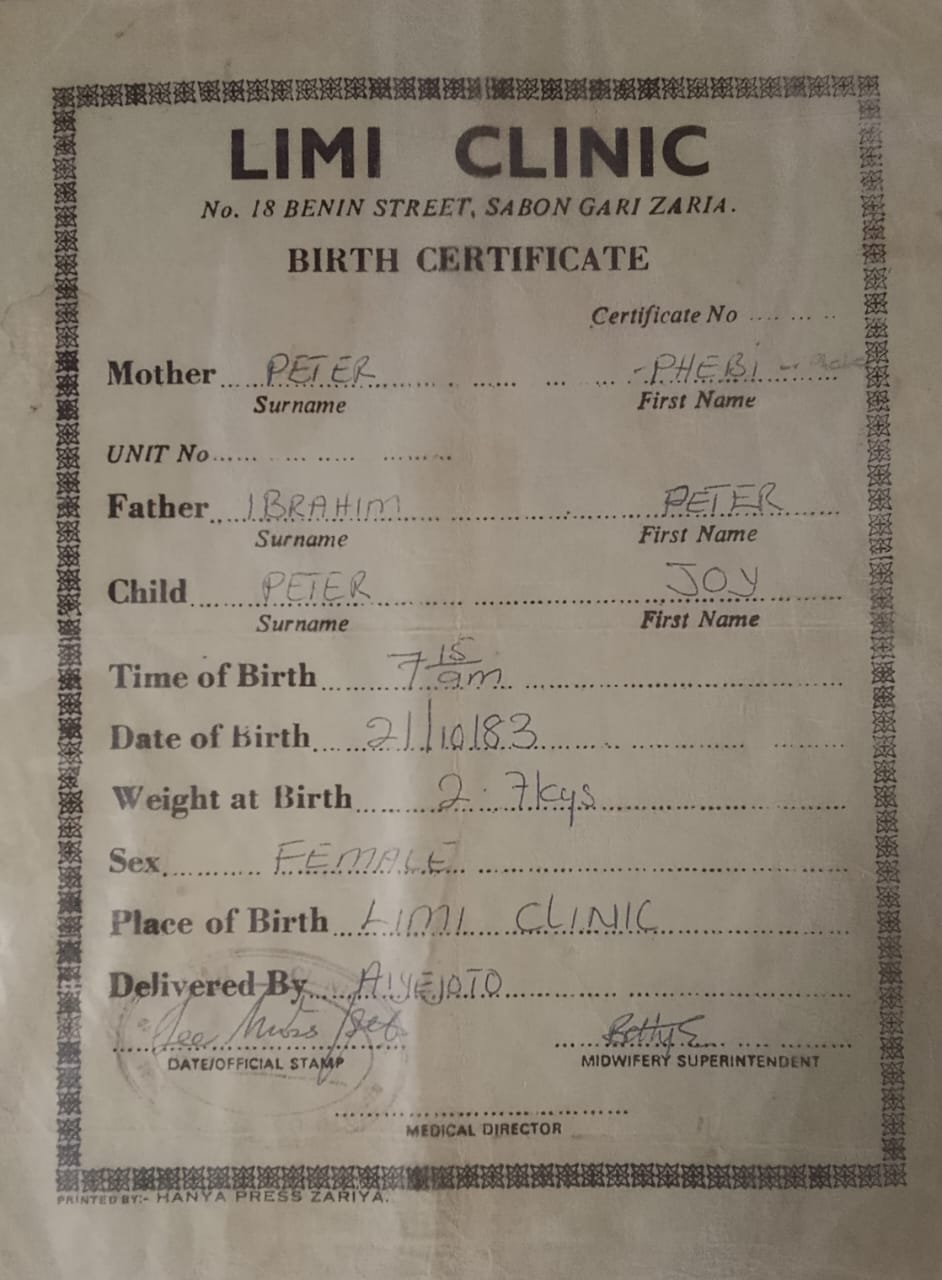 LIMI CLINIC
No. 18 BENIN STREET, SABON GARI ZARIA.
BIRTH CERTIFICATE
Certificate No .... ... ..
Mother PETER PHEBI
Surname First Name
UNIT No
Father IBRAHIM PETER
Surname First Name
Child PETER JOY
Surname First Name
Time of Birth 7 15 am
Date of Birth 21/10/83
Weight at Birth 2.7kgs
Sex FEMALE
Place of Birth LIMI CLINIC
Delivered By AIYEJOTO
DATE/OFFICIAL STAMP MIDWIFERY SUPERINTENDENT
MEDICAL DIRECTOR
PRINTED BY:- HANYA PRESS ZARIYA.